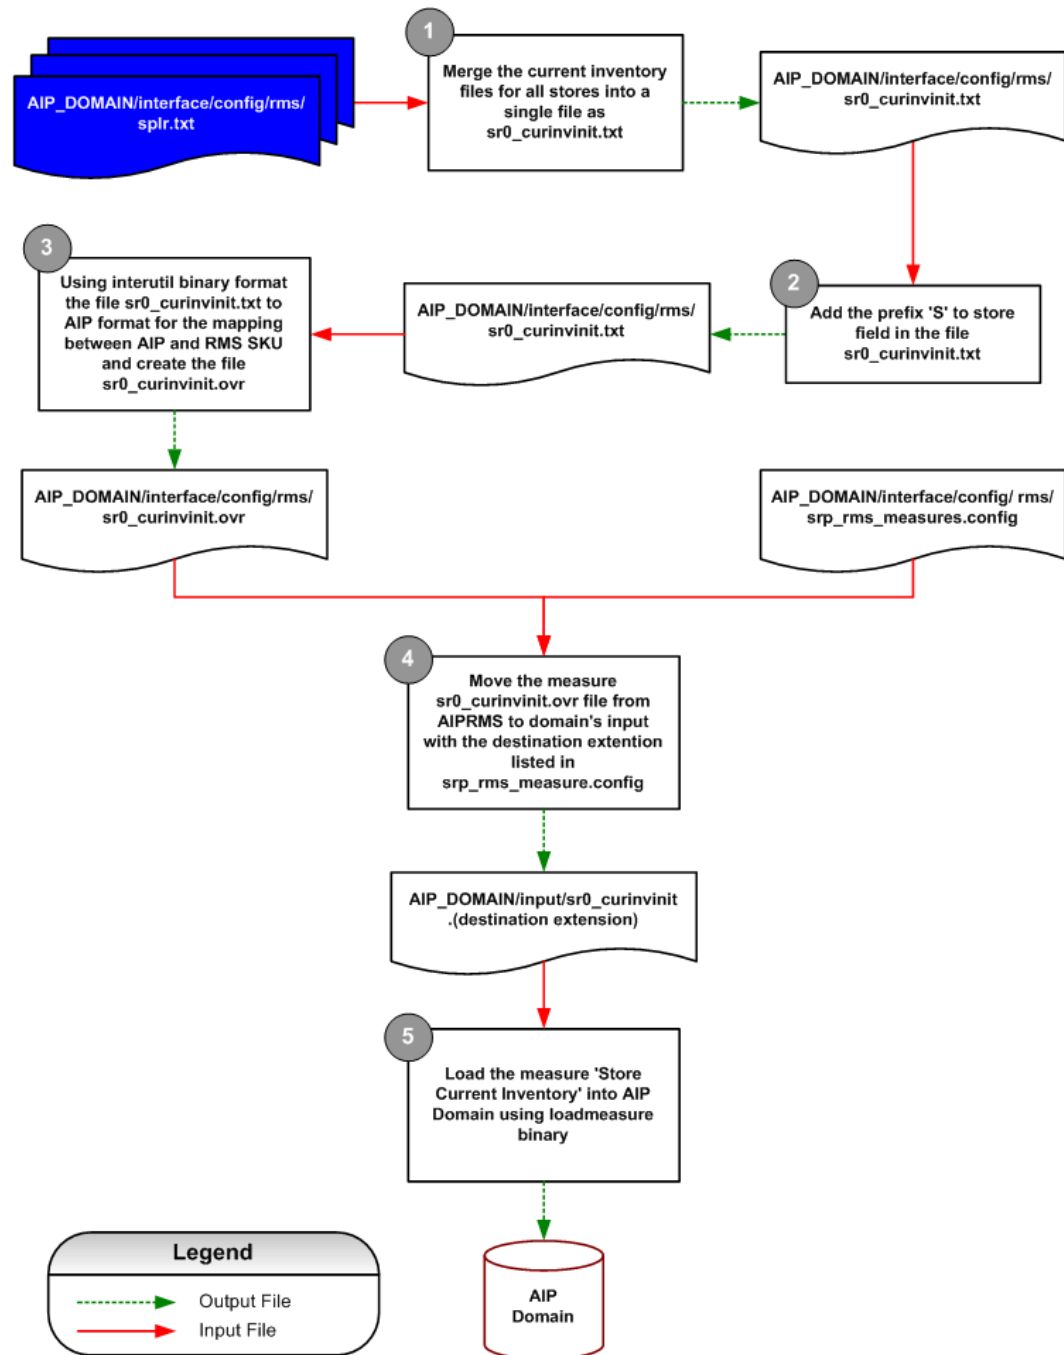 AIP_DOMAIN/interface/config/rms/
splr.txt
1
Merge the current inventory
files for all stores into a
single file as
sr0_curinvinit.txt
AIP_DOMAIN/interface/config/rms/
sr0_curinvinit.txt
2
Add the prefix 'S' to store
field in the file
sr0_curinvinit.txt
AIP_DOMAIN/interface/config/rms/
sr0_curinvinit.txt
3
Using interutil binary format
the file sr0_curinvinit.txt to
AIP format for the mapping
between AIP and RMS SKU
and create the file
sr0_curinvinit.ovr
AIP_DOMAIN/interface/config/rms/
sr0_curinvinit.ovr
AIP_DOMAIN/interface/config/ rms/
srp_rms_measures.config
4
Move the measure
sr0_curinvinit.ovr file from
AIPRMS to domain's input
with the destination extention
listed in
srp_rms_measure.config
AIP_DOMAIN/input/sr0_curinvinit
.(destination extension)
5
Load the measure 'Store
Current Inventory' into AIP
Domain using loadmeasure
binary
AIP
Domain
Legend
Output File
Input File